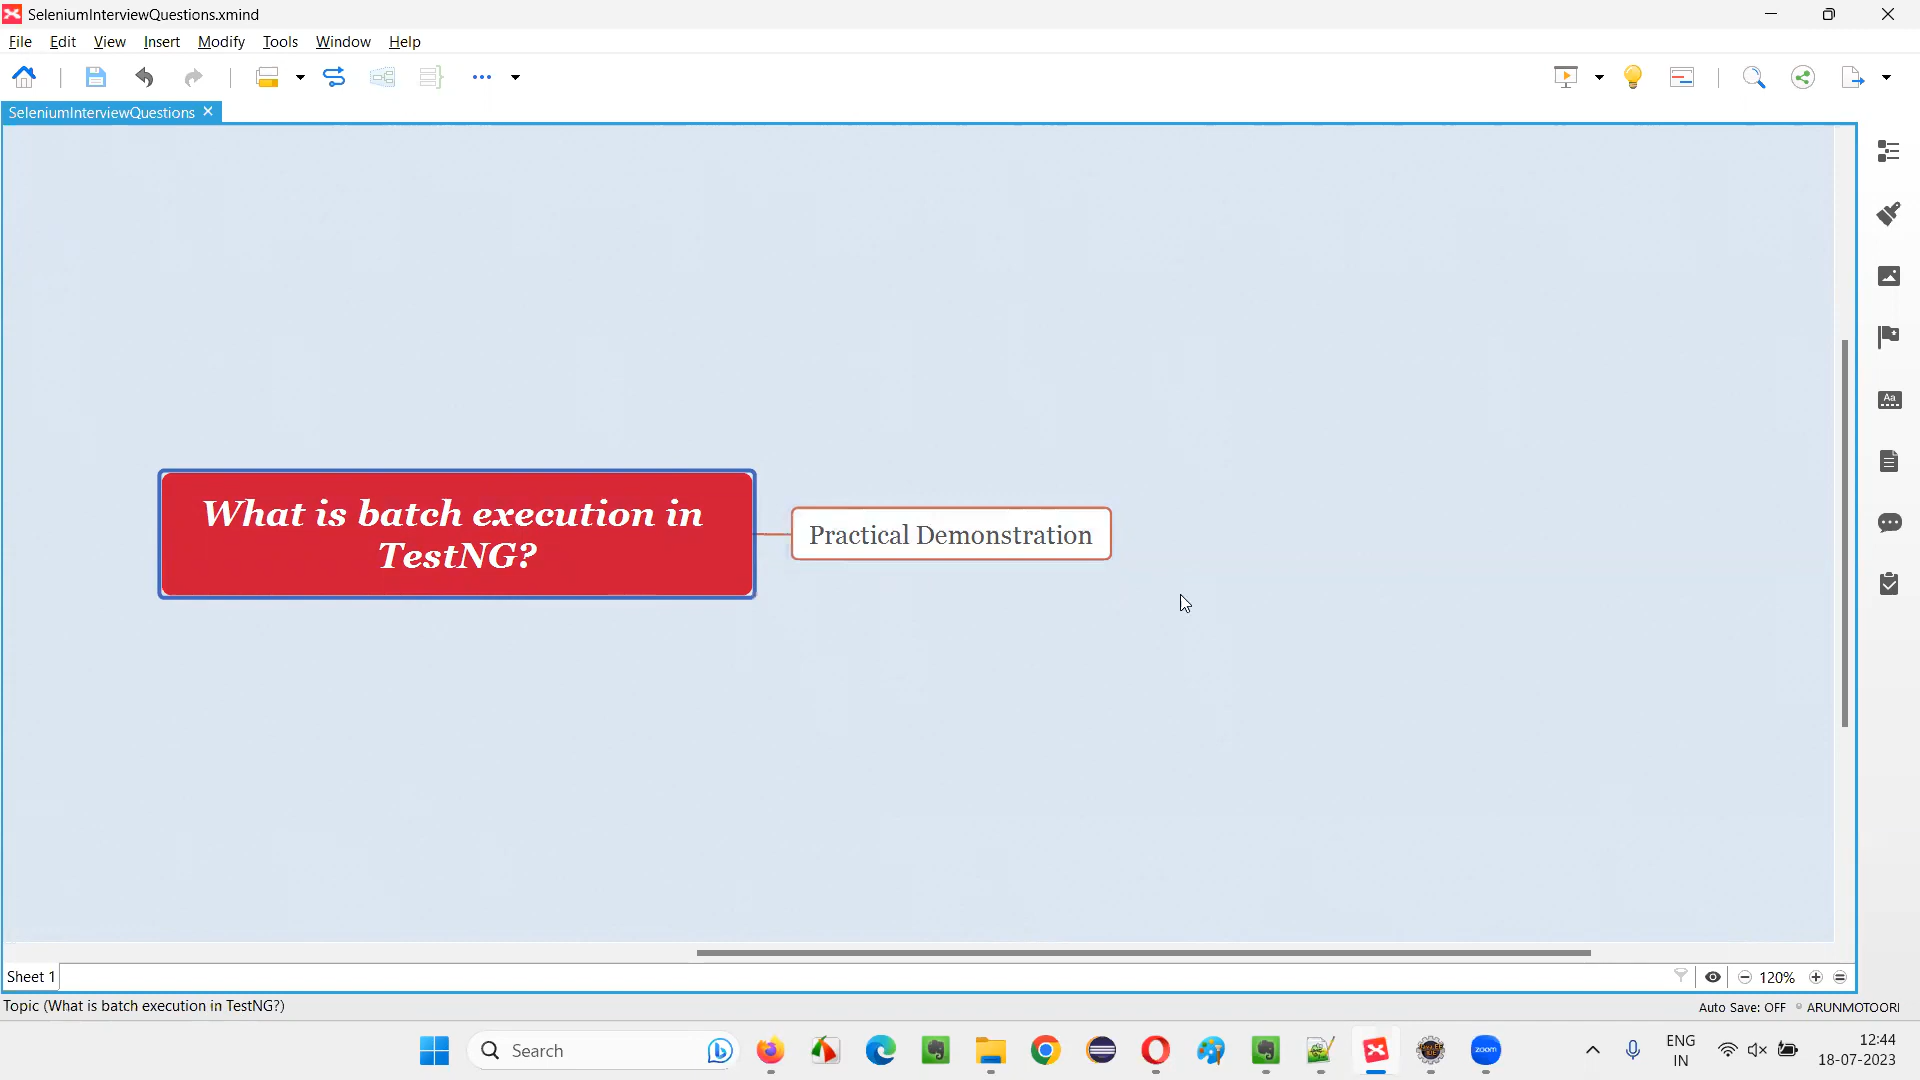 SeleniumInterviewQuestions.xmind
File Edit View Insert Modify Tools Window Help
SeleniumInterviewQuestions
What is batch execution in
TestNG?
Practical Demonstration
Aa
Sheet 1
120%
Topic (What is batch execution in TestNG?)
Auto Save: OFF
ARUNMOTOORI
Search
zoom
ENG
IN
12:44
18-07-2023